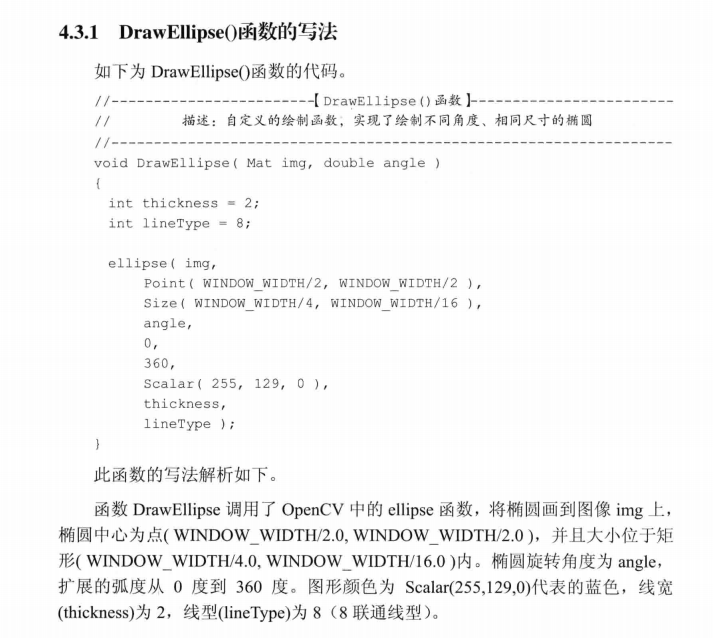 4.3.1 DrawEllipse()函数的写法
如下为 DrawEllipse()函数的代码。
//---------------------------【DrawEllipse()函数】------------------------
// 描述：自定义的绘制函数，实现了绘制不同角度、相同尺寸的椭圆
//------------------------------------------------------------------
void DrawEllipse( Mat img, double angle )
{
int thickness = 2;
int lineType = 8;
ellipse( img,
Point( WINDOW_WIDTH/2, WINDOW_WIDTH/2 ),
Size( WINDOW_WIDTH/4, WINDOW_WIDTH/16 ),
angle,
0,
360,
Scalar( 255, 129, 0 ),
thickness,
lineType );
}
此函数的写法解析如下。
函数 DrawEllipse 调用了 OpenCV 中的 ellipse 函数，将椭圆画到图像 img 上，
椭圆中心为点( WINDOW_WIDTH/2.0, WINDOW_WIDTH/2.0 )，并且大小位于矩
形( WINDOW_WIDTH/4.0, WINDOW_WIDTH/16.0 )内。椭圆旋转角度为 angle，
扩展的弧度从 0 度到 360 度。图形颜色为 Scalar(255,129,0)代表的蓝色，线宽
(thickness)为 2，线型(lineType)为 8（8 联通线型）。